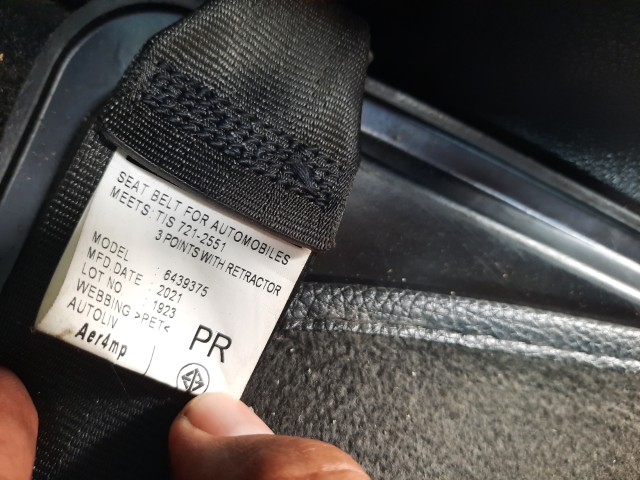 SEAT BELT FOR AUTOMOBILES
MEETS : TIS 721-2551
3 POINTS WITH RETRACTOR
MODEL : 6439375
MFD DATE : 2021
LOT NO : 1923
WEBBING >PET<
AUTOLIV
Aer4mp
PR